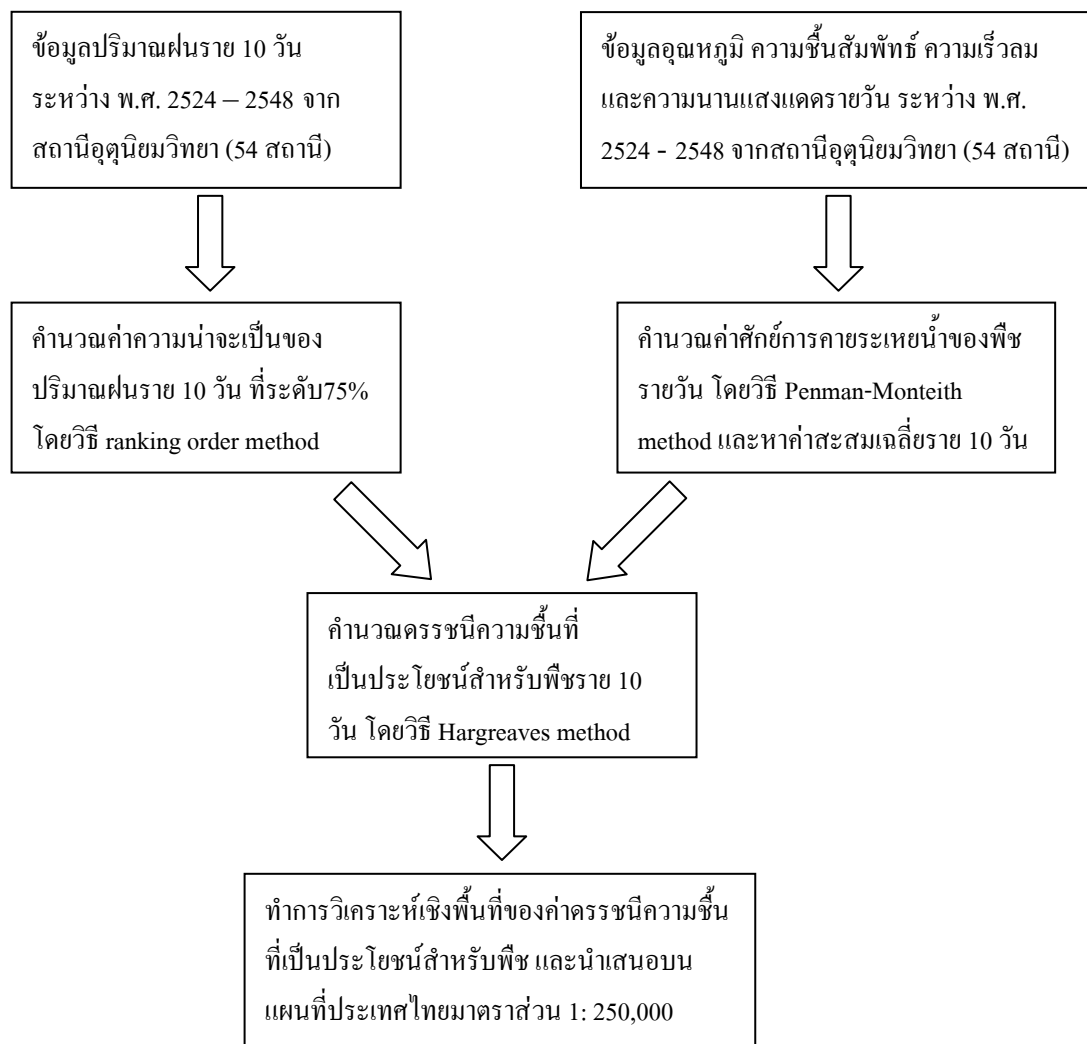 ข้อมูลปริมาณฝนราย 10 วัน
ระหว่าง พ.ศ. 2524 – 2548 จาก
สถานีอุตุนิยมวิทยา (54 สถานี)
ข้อมูลอุณหภูมิ ความชื้นสัมพัทธ์ ความเร็วลม
และความนานแสงแดดรายวัน ระหว่าง พ.ศ.
2524 - 2548 จากสถานีอุตุนิยมวิทยา (54 สถานี)
คำนวณค่าความน่าจะเป็นของ
ปริมาณฝนราย 10 วัน ที่ระดับ75%
โดยวิธี ranking order method
คำนวณค่าศักย์การคายระเหยน้ำของพืช
รายวัน โดยวิธี Penman-Monteith
method และหาค่าสะสมเฉลี่ยราย 10 วัน
คำนวณดรรชนีความชื้นที่
เป็นประโยชน์สำหรับพืชราย 10
วัน โดยวิธี Hargreaves method
ทำการวิเคราะห์เชิงพื้นที่ของค่าดรรชนีความชื้น
ที่เป็นประโยชน์สำหรับพืช และนำเสนอบน
แผนที่ประเทศไทยมาตราส่วน 1: 250,000